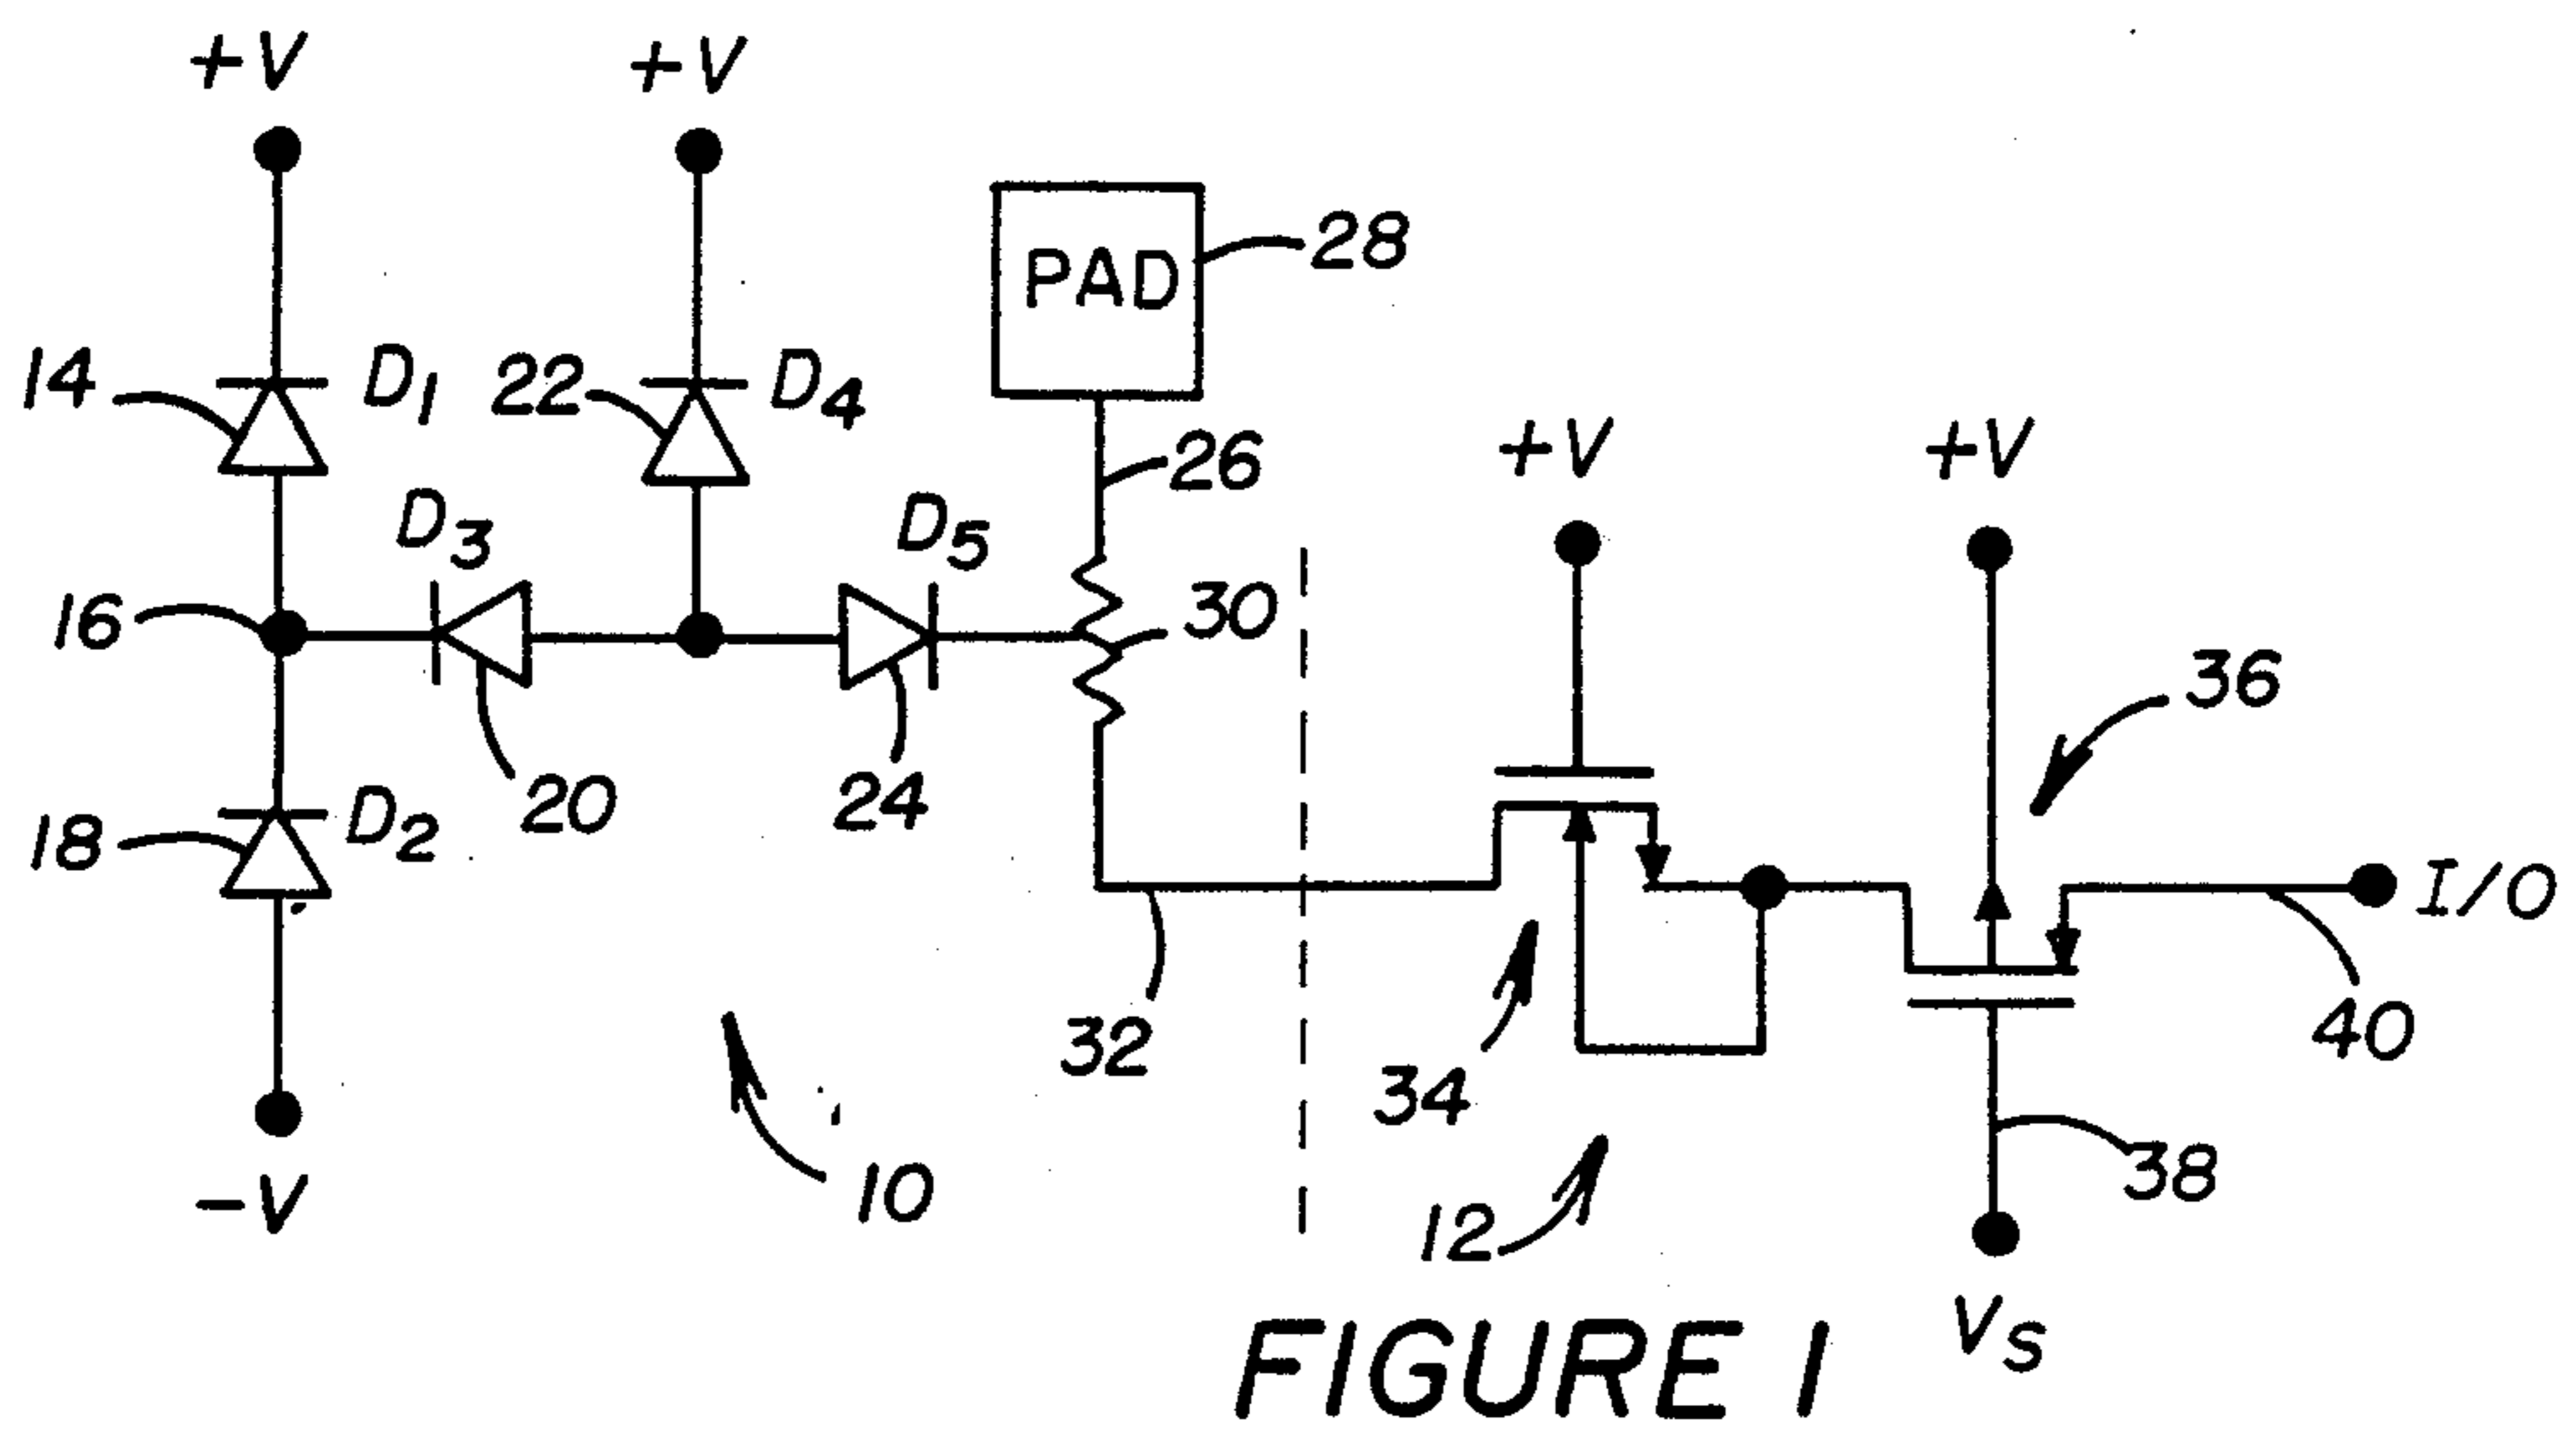 +V +V
PAD 28
14 D1 22 D4
26
+V +V
D3 D5
16 30
36
20 24
18 D2
I/O
32 34 40
10 12 38
-V
VS
FIGURE 1